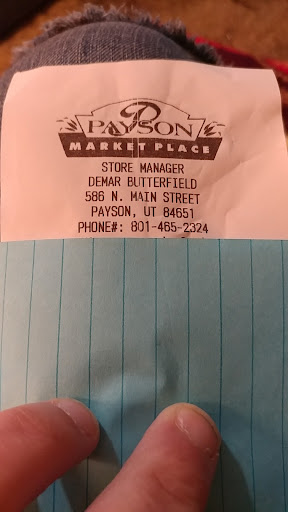 PAYSON
MARKET PLACE
STORE MANAGER
DEMAR BUTTERFIELD
586 N. MAIN STREET
PAYSON, UT 84651
PHONE#: 801-465-2324